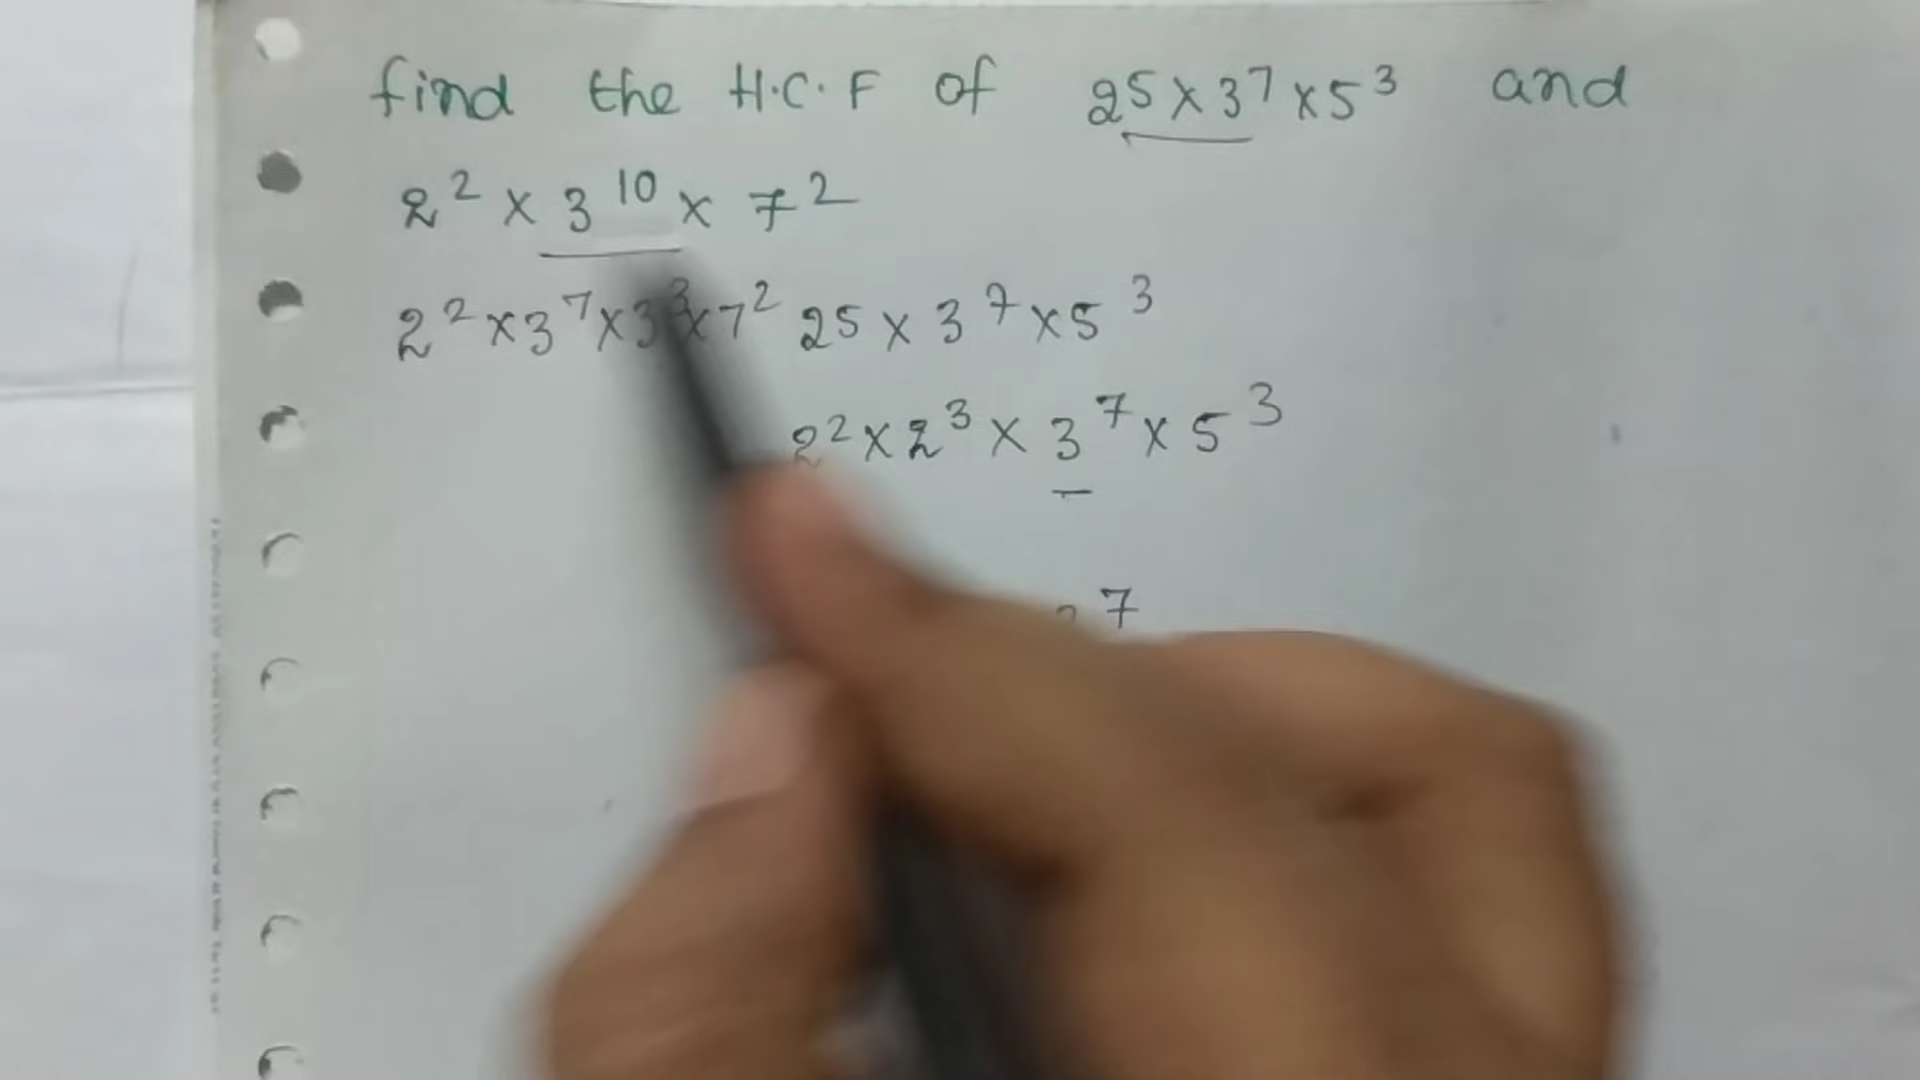 find the H.C.F of 2⁵ x 3⁷ x 5³ and
2² x 3¹⁰ x 7²
2² x 3⁷ x 3³ x 7² 25 x 3⁷ x 5³
2² x 2³ x 3⁷ x 5³
7